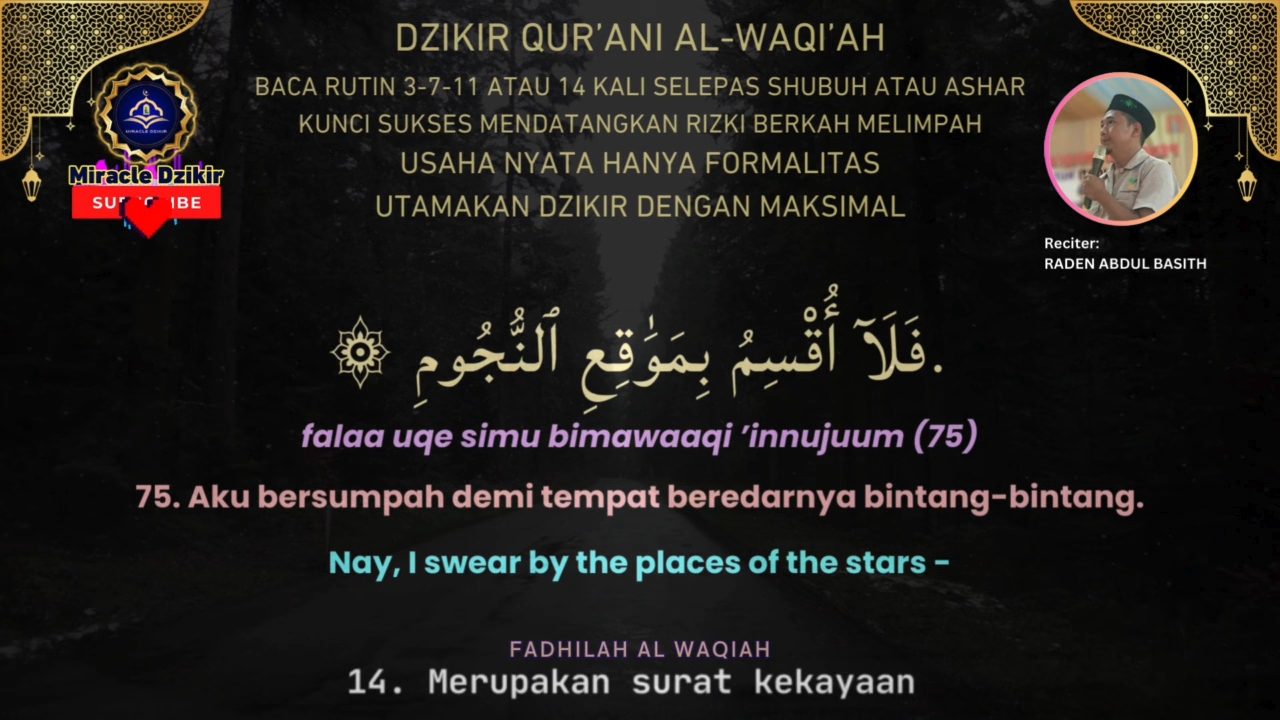 DZIKIR QUR'ANI AL-WAQI'AH
BACA RUTIN 3-7-11 ATAU 14 KALI SELEPAS SHUBUH ATAU ASHAR
KUNCI SUKSES MENDATANGKAN RIZKI BERKAH MELIMPAH
USAHA NYATA HANYA FORMALITAS
UTAMAKAN DZIKIR DENGAN MAKSIMAL
MIRACLE DZIKIR
Miracle Dzikir
Reciter:
RADEN ABDUL BASITH
.فَلَآ أُقْسِمُ بِمَوَٰقِعِ ٱلنُّجُومِ
falaa uqe simu bimawaaqi ’innujuum (75)
75. Aku bersumpah demi tempat beredarnya bintang-bintang.
Nay, I swear by the places of the stars -
FADHILAH AL WAQIAH
14. Merupakan surat kekayaan